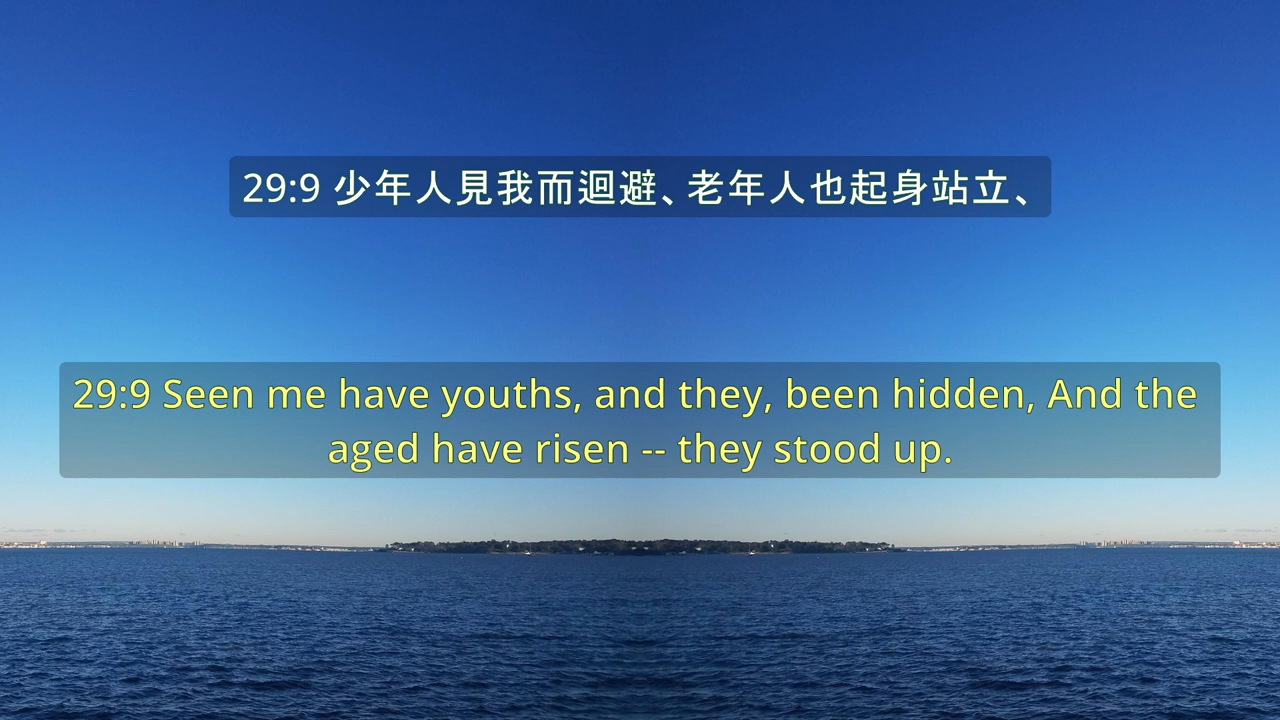 29:9 少年人見我而迴避、老年人也起身站立、
29:9 Seen me have youths, and they, been hidden, And the
aged have risen -- they stood up.